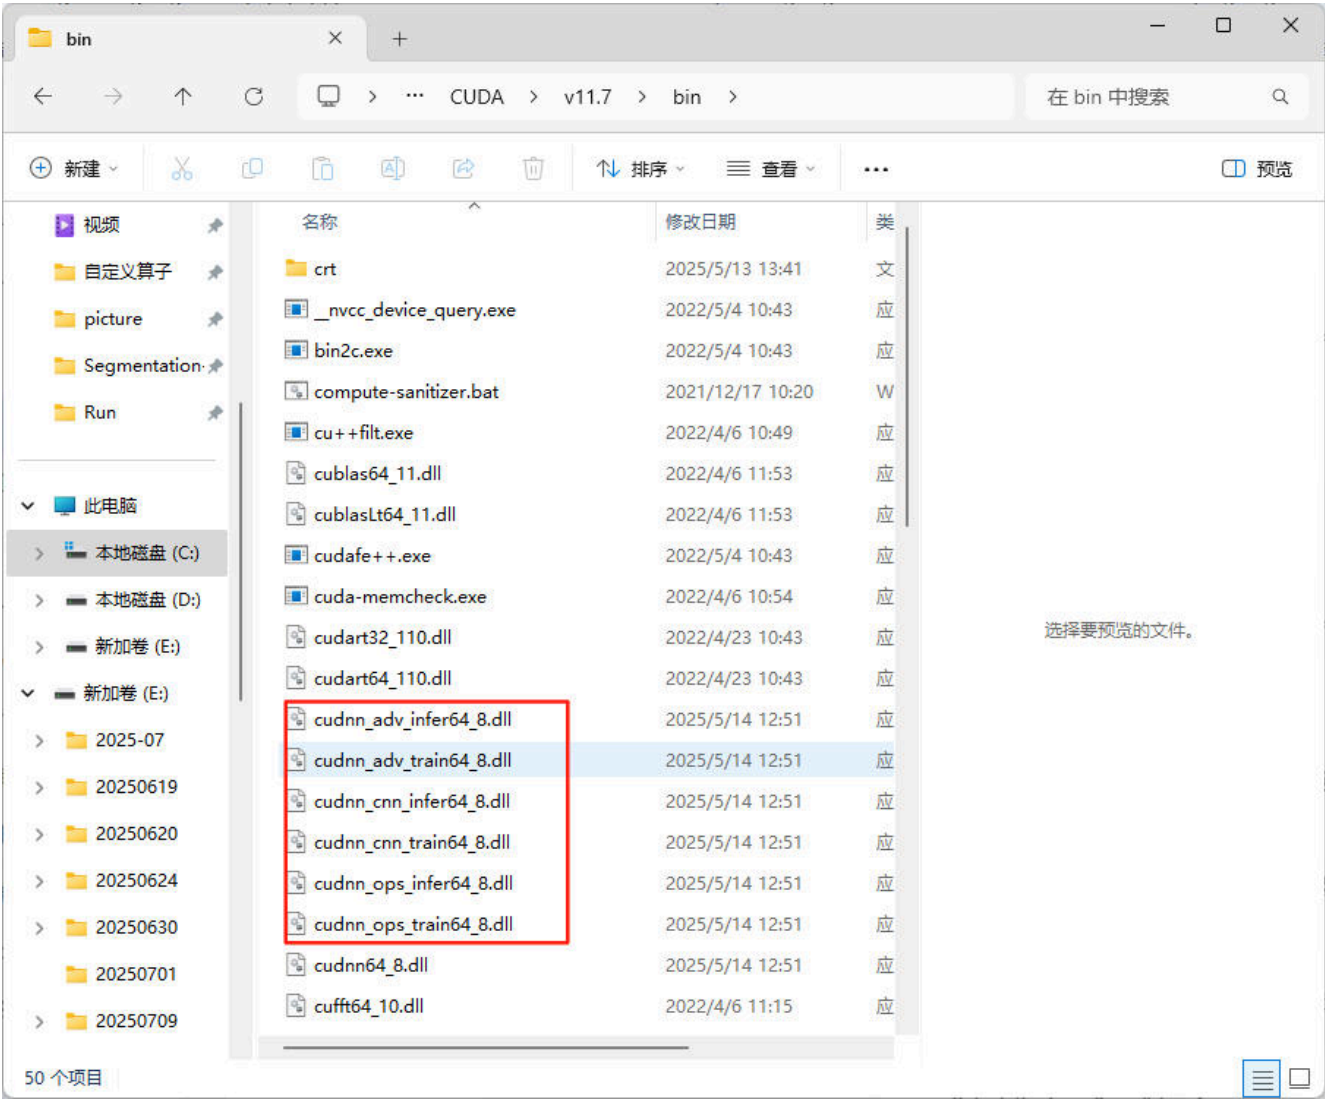 bin
CUDA v11.7 bin
在 bin 中搜索
新建
排序
查看
预览
视频
自定义算子
picture
Segmentation-
Run
此电脑
本地磁盘 (C:)
本地磁盘 (D:)
新加卷 (E:)
新加卷 (E:)
2025-07
20250619
20250620
20250624
20250630
20250701
20250709
名称 修改日期 类
crt 2025/5/13 13:41 文
__nvcc_device_query.exe 2022/5/4 10:43 应
bin2c.exe 2022/5/4 10:43 应
compute-sanitizer.bat 2021/12/17 10:20 W
cu++filt.exe 2022/4/6 10:49 应
cublas64_11.dll 2022/4/6 11:53 应
cublasLt64_11.dll 2022/4/6 11:53 应
cudafe++.exe 2022/5/4 10:43 应
cuda-memcheck.exe 2022/4/6 10:54 应
cudart32_110.dll 2022/4/23 10:43 应
cudart64_110.dll 2022/4/23 10:43 应
cudnn_adv_infer64_8.dll 2025/5/14 12:51 应
cudnn_adv_train64_8.dll 2025/5/14 12:51 应
cudnn_cnn_infer64_8.dll 2025/5/14 12:51 应
cudnn_cnn_train64_8.dll 2025/5/14 12:51 应
cudnn_ops_infer64_8.dll 2025/5/14 12:51 应
cudnn_ops_train64_8.dll 2025/5/14 12:51 应
cudnn64_8.dll 2025/5/14 12:51 应
cufft64_10.dll 2022/4/6 11:15 应
选择要预览的文件。
50 个项目